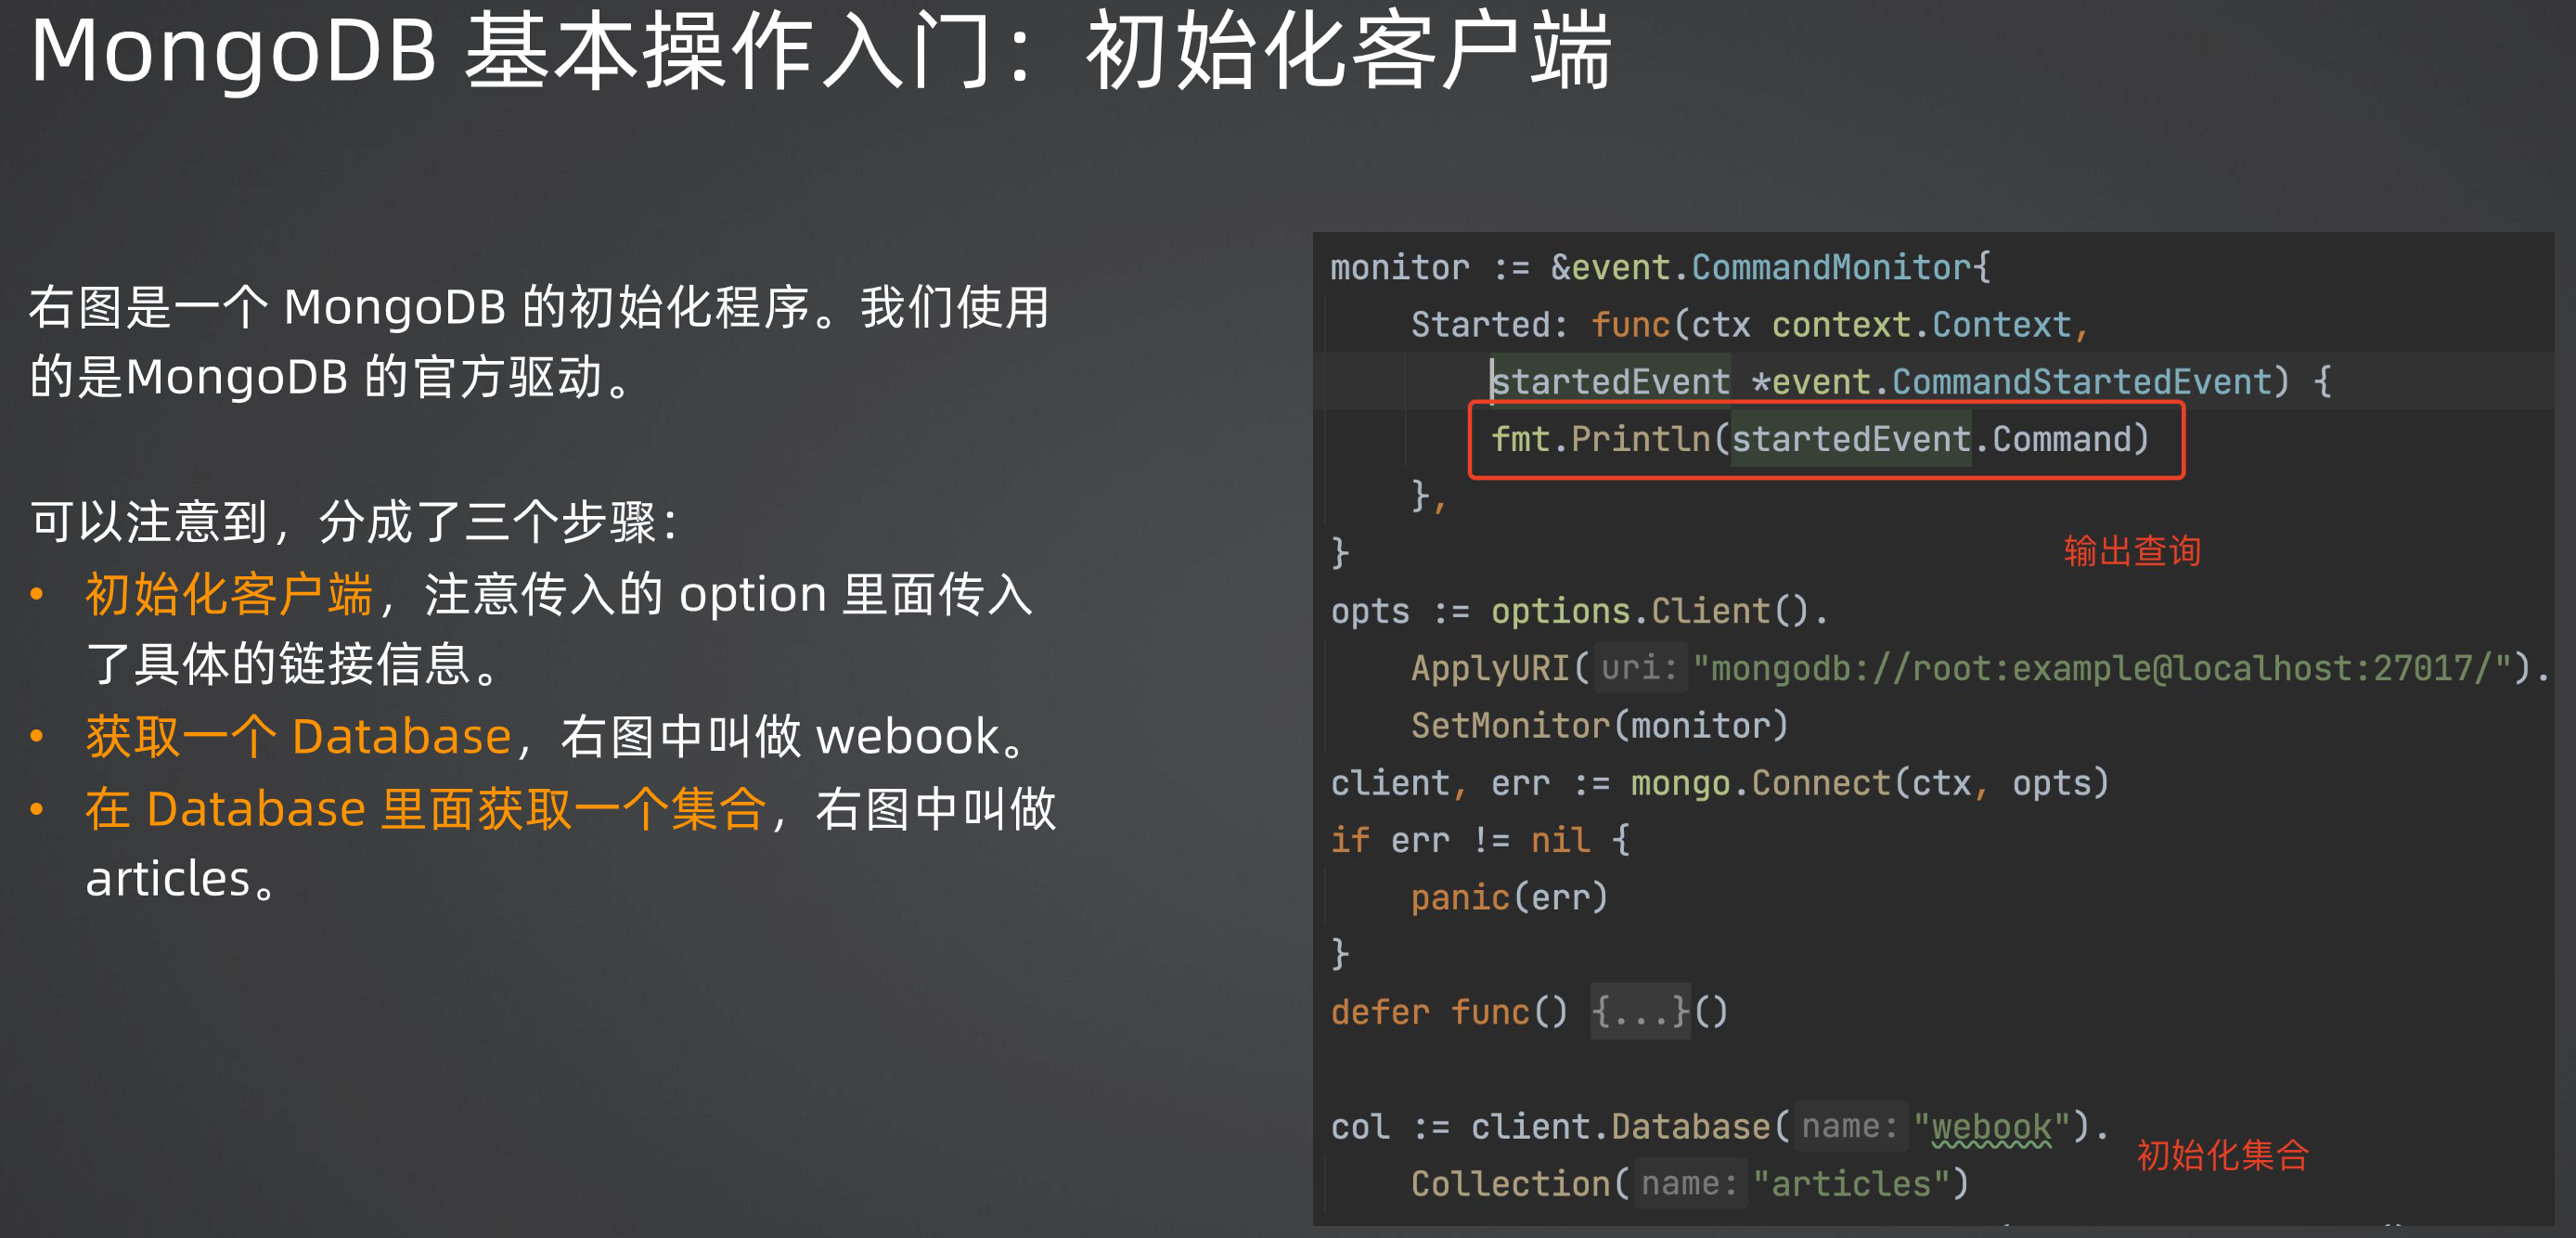 MongoDB 基本操作入门：初始化客户端
右图是一个 MongoDB 的初始化程序。我们使用
的是MongoDB 的官方驱动。
可以注意到，分成了三个步骤：
• 初始化客户端，注意传入的 option 里面传入
了具体的链接信息。
• 获取一个 Database，右图中叫做 webook。
• 在 Database 里面获取一个集合，右图中叫做
articles。
monitor := &event.CommandMonitor{
Started: func(ctx context.Context,
startedEvent *event.CommandStartedEvent) {
fmt.Println(startedEvent.Command)
},
}
输出查询
opts := options.Client().
ApplyURI( uri: "mongodb://root:example@localhost:27017/").
SetMonitor(monitor)
client, err := mongo.Connect(ctx, opts)
if err != nil {
panic(err)
}
defer func() {...}()
col := client.Database( name: "webook").
初始化集合
Collection( name: "articles")